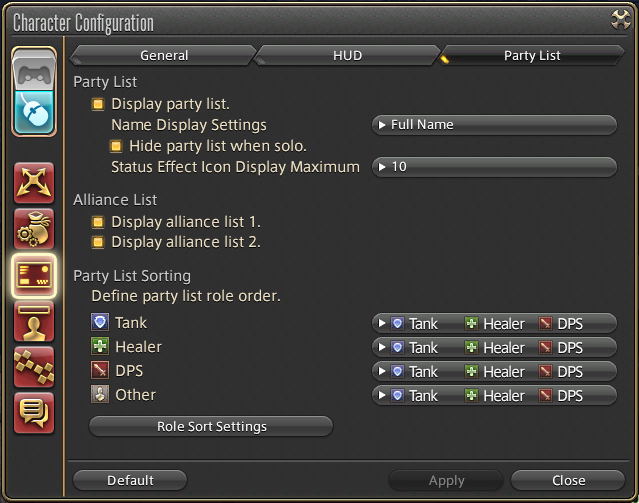 Character Configuration
General HUD Party List
Party List
Display party list.
Name Display Settings Full Name
Hide party list when solo.
Status Effect Icon Display Maximum 10
Alliance List
Display alliance list 1.
Display alliance list 2.
Party List Sorting
Define party list role order.
Tank Tank Healer DPS
Healer Tank Healer DPS
DPS Tank Healer DPS
Other Tank Healer DPS
Role Sort Settings
Default Apply Close